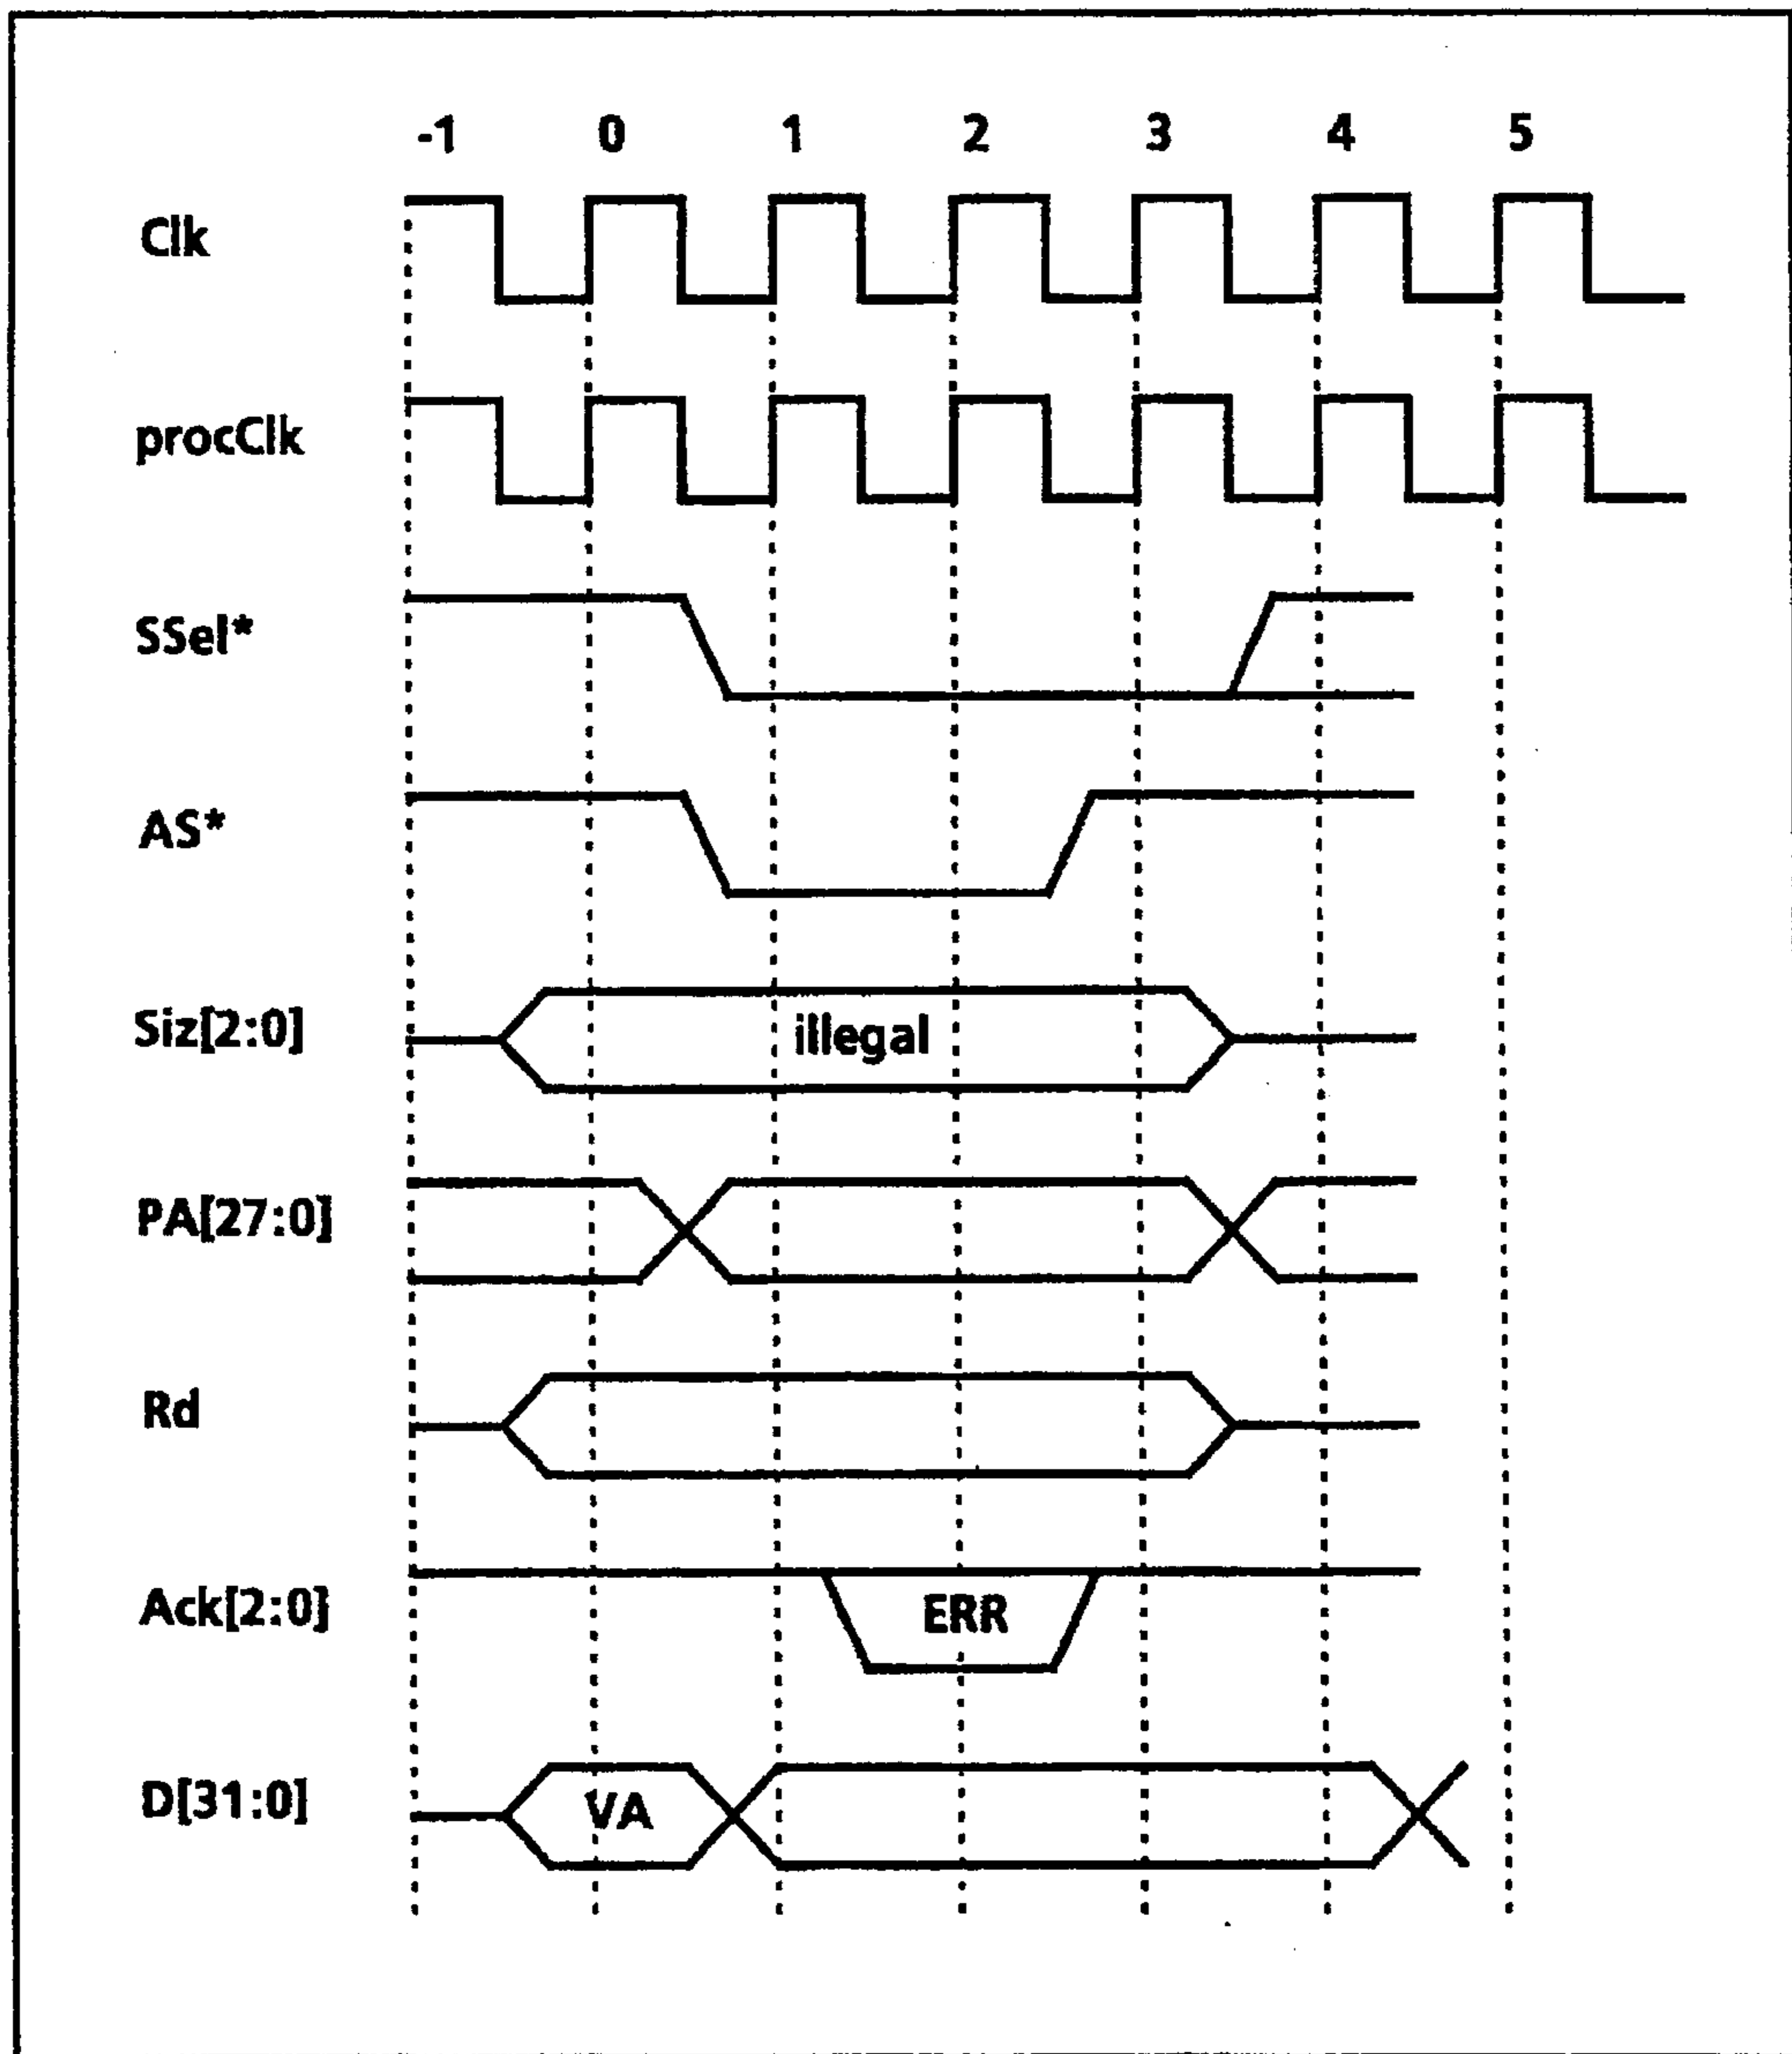 -1 0 1 2 3 4 5
Clk
procClk
SSel*
AS*
Siz[2:0] illegal
PA[27:0]
Rd
Ack[2:0] ERR
D[31:0] VA